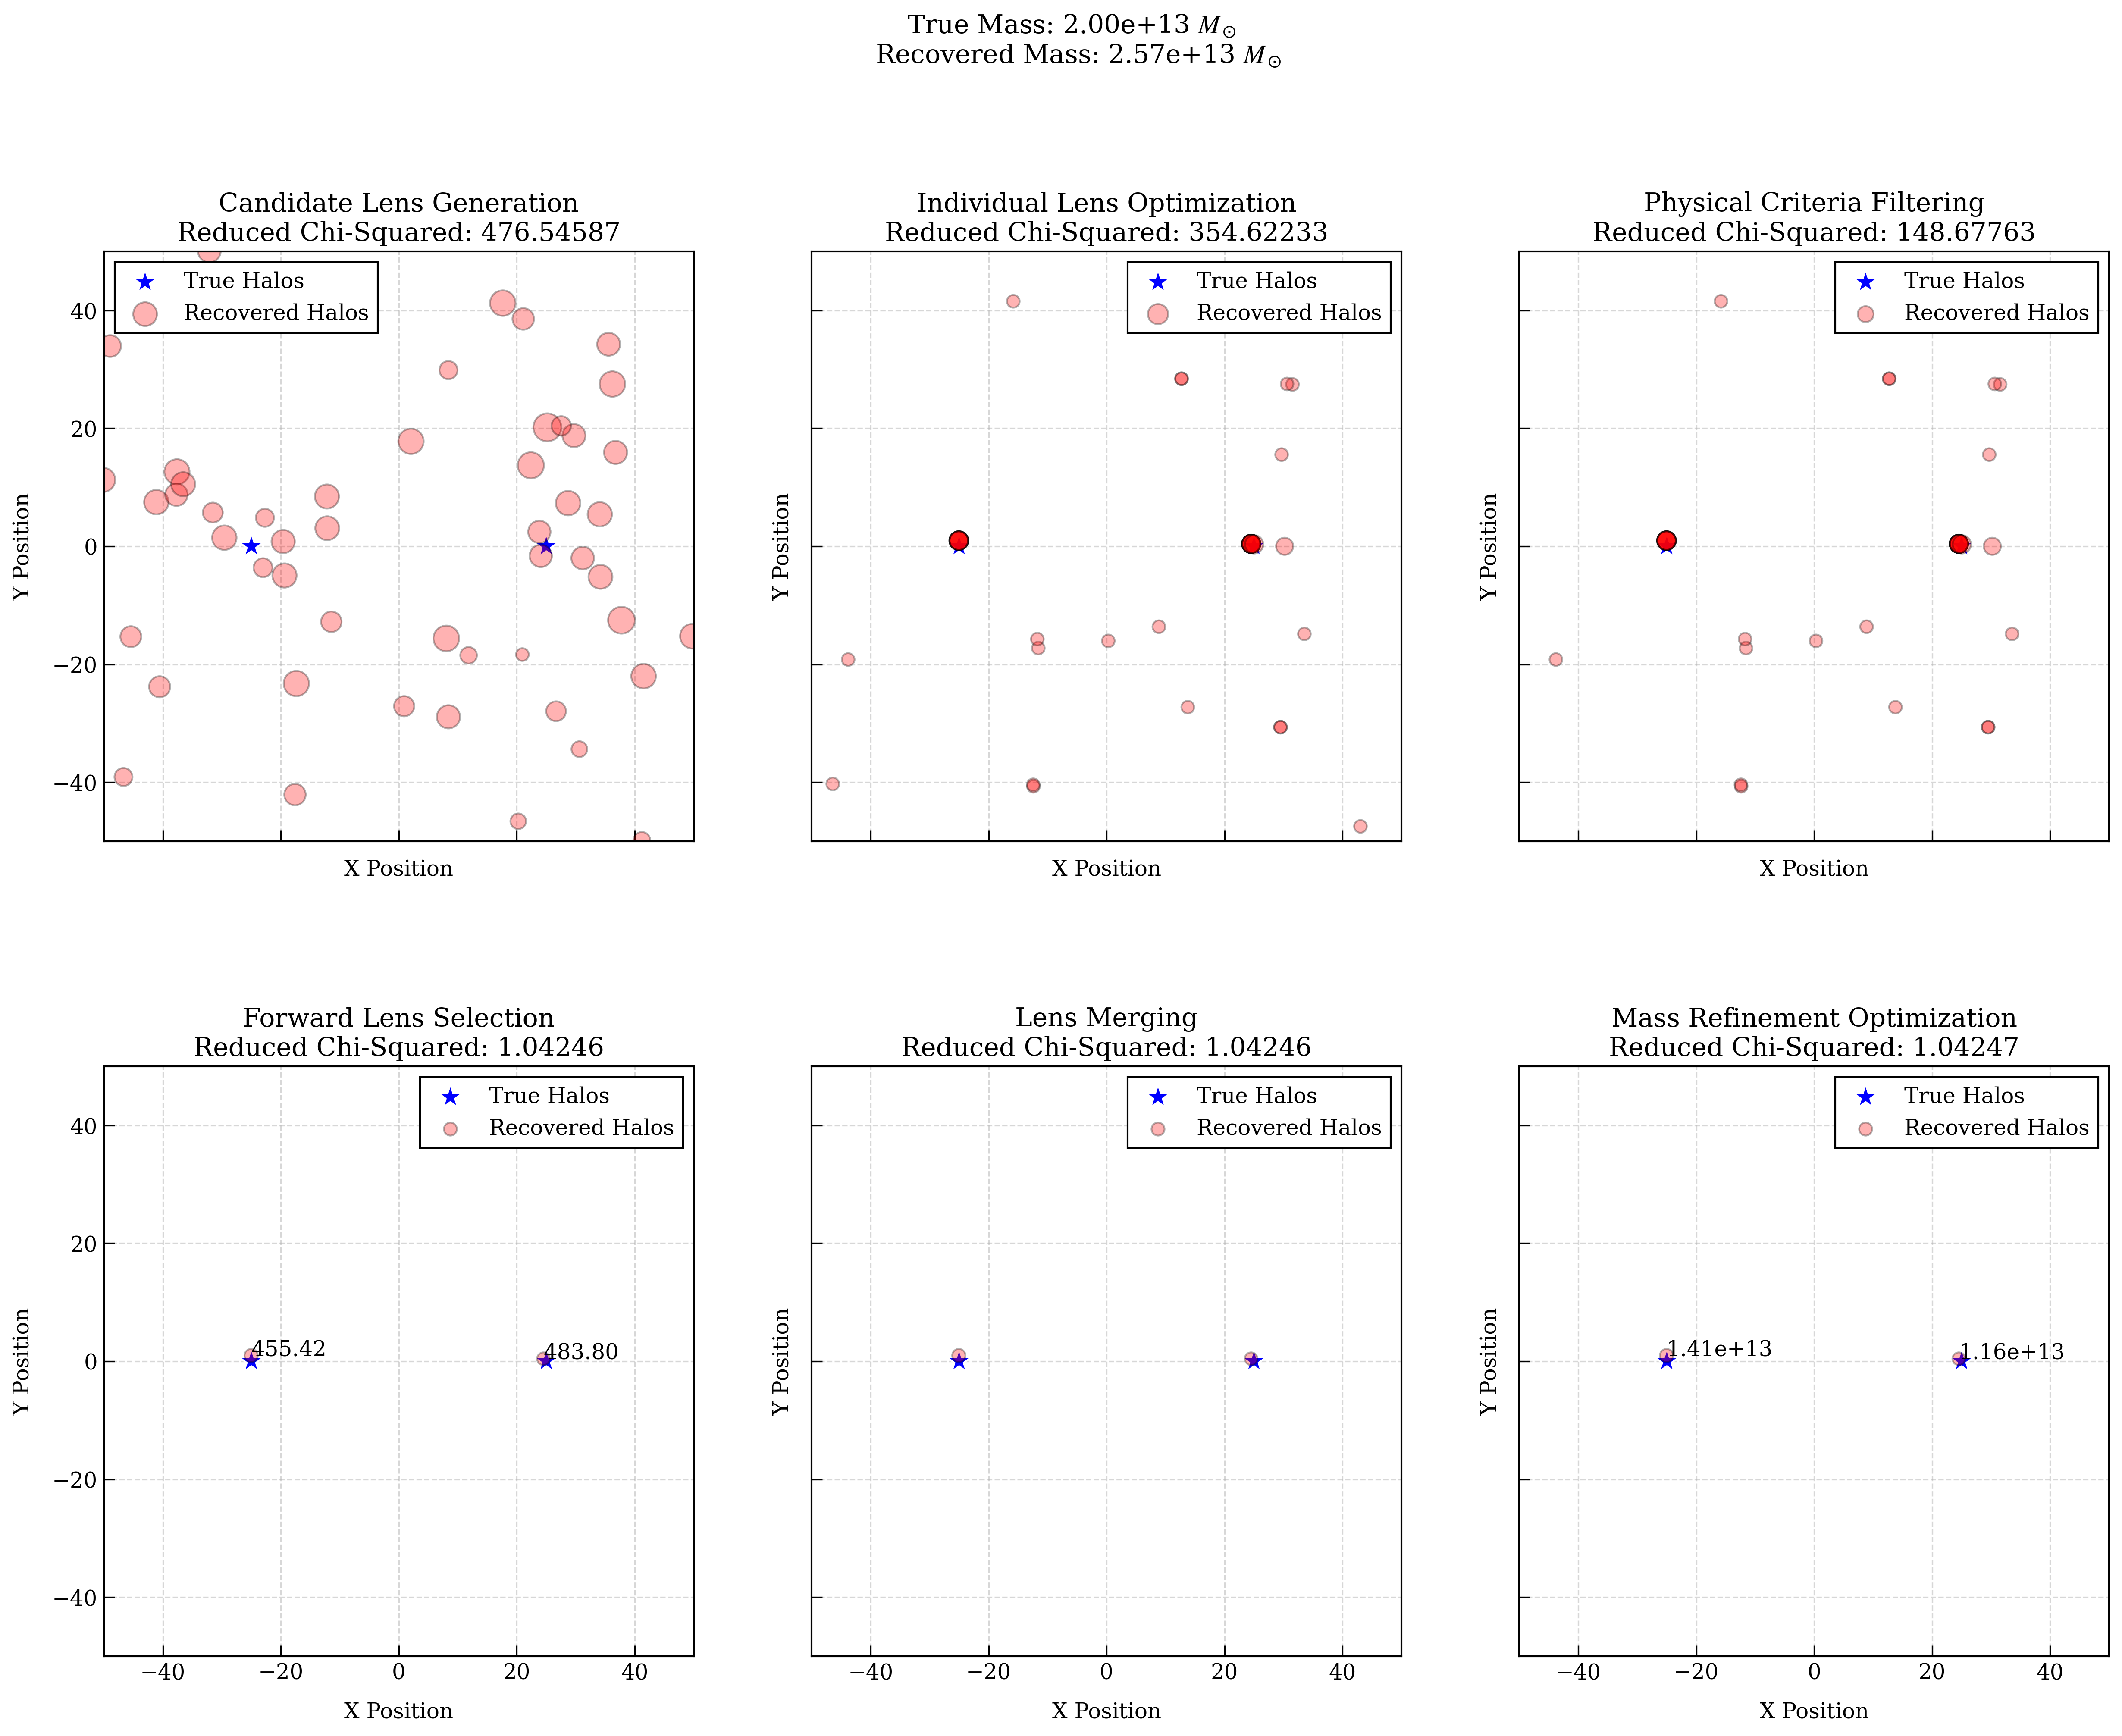 True Mass: 2.00e+13 M⊙
Recovered Mass: 2.57e+13 M⊙
Candidate Lens Generation
Reduced Chi-Squared: 476.54587
True Halos
Recovered Halos
40
20
0
−20
−40
Y Position
X Position
Individual Lens Optimization
Reduced Chi-Squared: 354.62233
True Halos
Recovered Halos
Y Position
X Position
Physical Criteria Filtering
Reduced Chi-Squared: 148.67763
True Halos
Recovered Halos
Y Position
X Position
Forward Lens Selection
Reduced Chi-Squared: 1.04246
True Halos
Recovered Halos
455.42
483.80
40
20
0
−20
−40
Y Position
−40 −20 0 20 40
X Position
Lens Merging
Reduced Chi-Squared: 1.04246
True Halos
Recovered Halos
Y Position
−40 −20 0 20 40
X Position
Mass Refinement Optimization
Reduced Chi-Squared: 1.04247
True Halos
Recovered Halos
1.41e+13
1.16e+13
Y Position
−40 −20 0 20 40
X Position